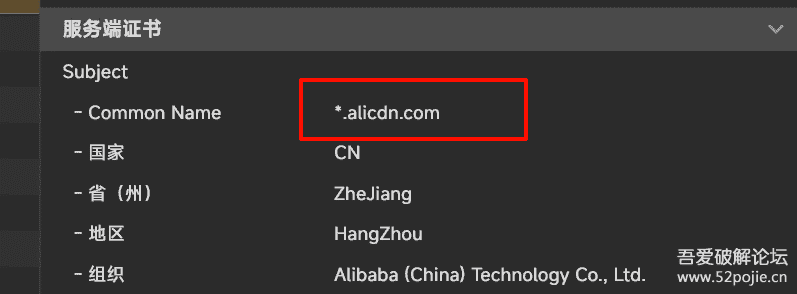 服务端证书
Subject
- Common Name *.alicdn.com
- 国家 CN
- 省（州） ZheJiang
- 地区 HangZhou
- 组织 Alibaba (China) Technology Co., Ltd.
吾爱破解论坛
www.52pojie.cn